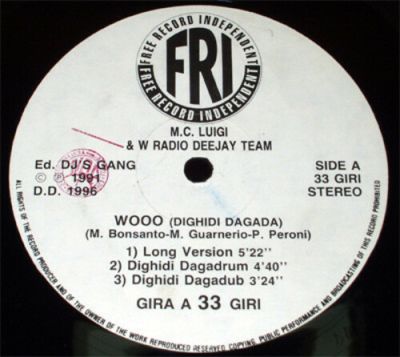 FREE RECORD INDEPENDENT
FRI
FREE RECORD INDEPENDENT
M.C. LUIGI
& W RADIO DEEJAY TEAM
Ed. DJ'S GANG
℗ 1991
D.D. 1996
SIDE A
33 GIRI
STEREO
WOOO (DIGHIDI DAGADA)
(M. Bonsanto-M. Guarnerio-P. Peroni)
1) Long Version 5'22"
2) Dighidi Dagadrum 4'40"
3) Dighidi Dagadub 3'24"
GIRA A 33 GIRI
ALL RIGHTS OF THE RECORD PRODUCER AND OF THE OWNER OF THE WORK REPRODUCED RESERVED. COPYING, PUBLIC PERFORMANCE AND BROADCASTING OF THIS RECORD PROHIBITED